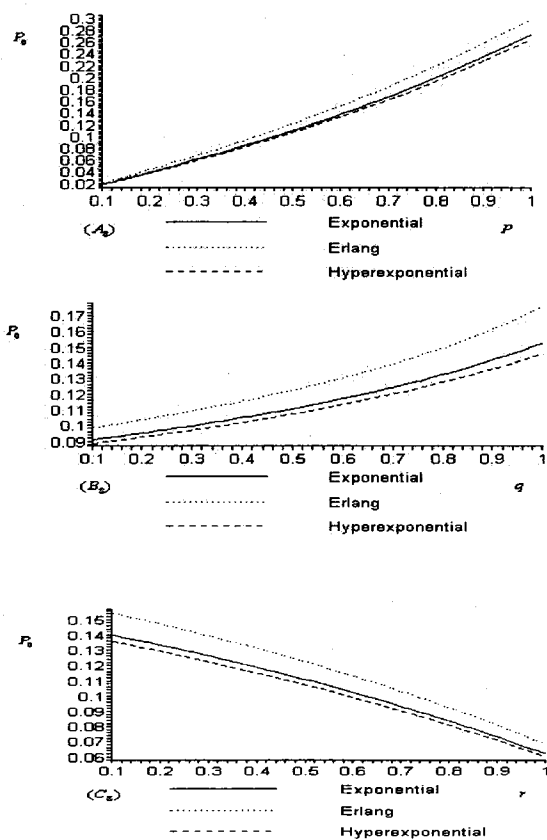 P₀
0.3
0.28
0.26
0.24
0.22
0.2
0.18
0.16
0.14
0.12
0.1
0.08
0.06
0.04
0.02
0.1 0.2 0.3 0.4 0.5 0.6 0.7 0.8 0.9 1
(A₂) Exponential p
Erlang
Hyperexponential
P₀
0.17
0.16
0.15
0.14
0.13
0.12
0.11
0.1
0.09
0.1 0.2 0.3 0.4 0.5 0.6 0.7 0.8 0.9 1
(B₂) Exponential q
Erlang
Hyperexponential
P₀
0.15
0.14
0.13
0.12
0.11
0.1
0.09
0.08
0.07
0.06
0.1 0.2 0.3 0.4 0.5 0.6 0.7 0.8 0.9 1
(C₂) Exponential r
Erlang
Hyperexponential